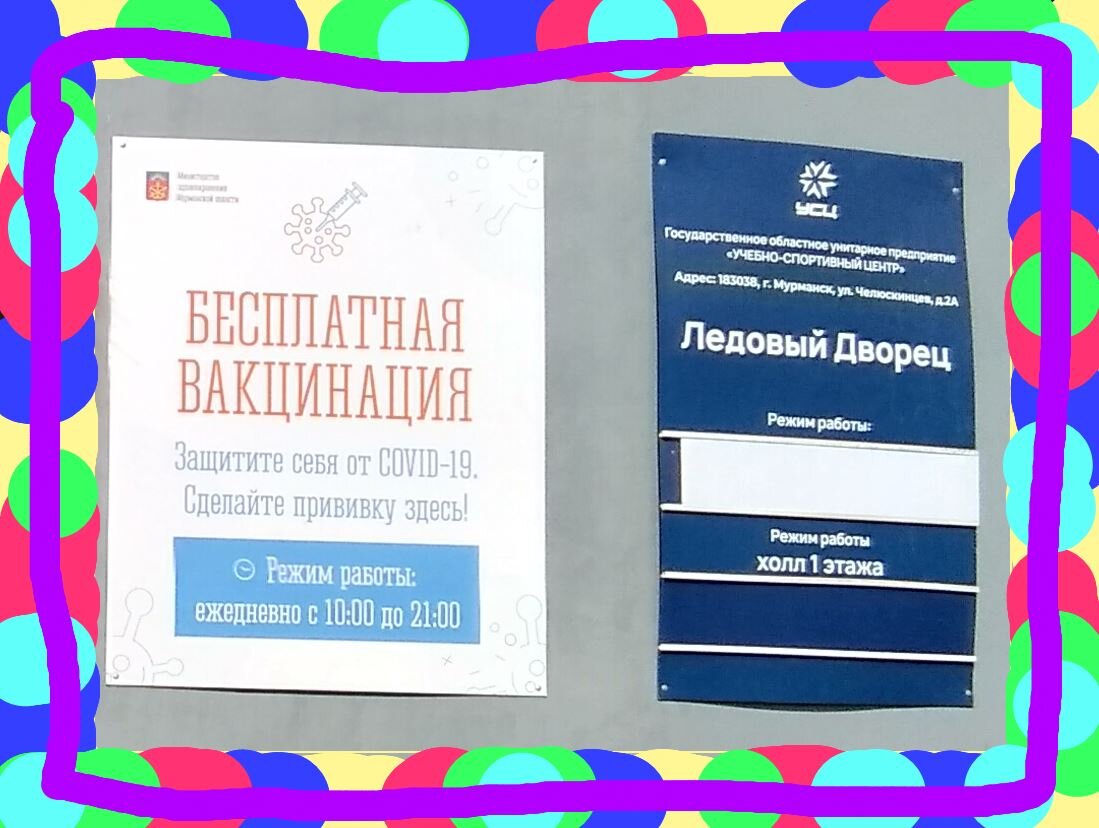 Министерство
здравоохранения
Мурманской области
БЕСПЛАТНАЯ
ВАКЦИНАЦИЯ
Защитите себя от COVID-19.
Сделайте прививку здесь!
Режим работы:
ежедневно с 10:00 до 21:00
УСЦ
Государственное областное унитарное предприятие
«УЧЕБНО-СПОРТИВНЫЙ ЦЕНТР»
Адрес: 183038, г. Мурманск, ул. Челюскинцев, д.2А
Ледовый Дворец
Режим работы:
Режим работы
холл 1 этажа